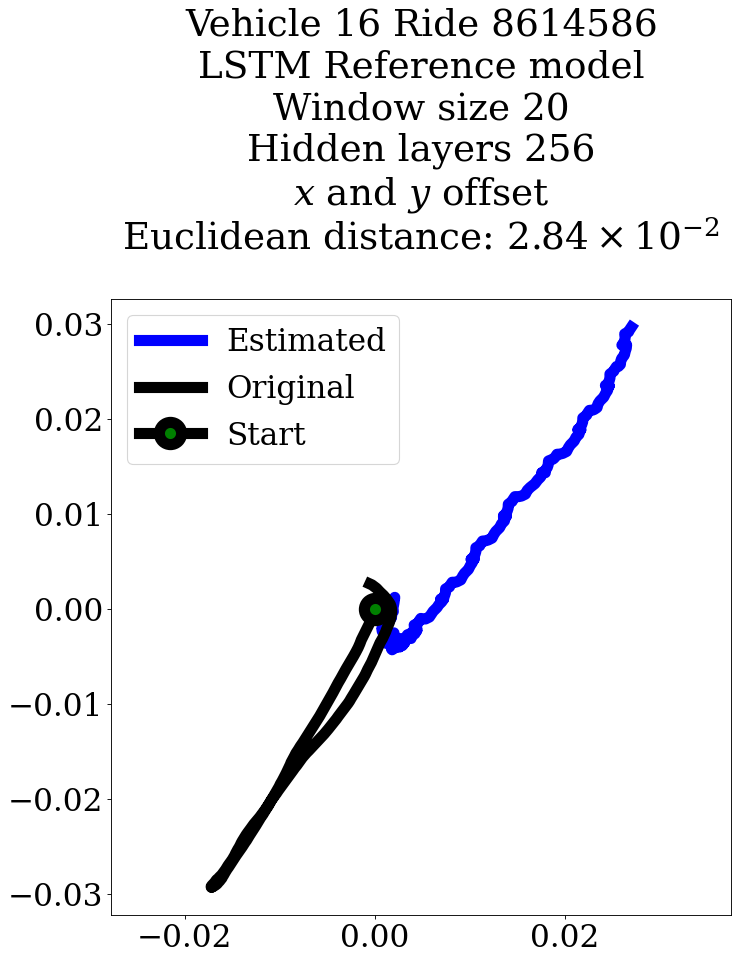 Vehicle 16 Ride 8614586
LSTM Reference model
Window size 20
Hidden layers 256
x and y offset
Euclidean distance: 2.84 × 10⁻²
Estimated
Original
Start
0.03
0.02
0.01
0.00
−0.01
−0.02
−0.03
−0.02
0.00
0.02